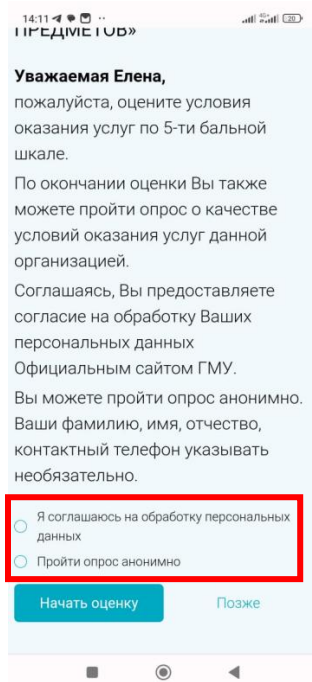 14:11
4G+
20
ПРЕДМЕТОВ»
Уважаемая Елена,
пожалуйста, оцените условия
оказания услуг по 5-ти бальной
шкале.
По окончании оценки Вы также
можете пройти опрос о качестве
условий оказания услуг данной
организацией.
Соглашаясь, Вы предоставляете
согласие на обработку Ваших
персональных данных
Официальным сайтом ГМУ.
Вы можете пройти опрос анонимно.
Ваши фамилию, имя, отчество,
контактный телефон указывать
необязательно.
Я соглашаюсь на обработку персональных
данных
Пройти опрос анонимно
Начать оценку
Позже